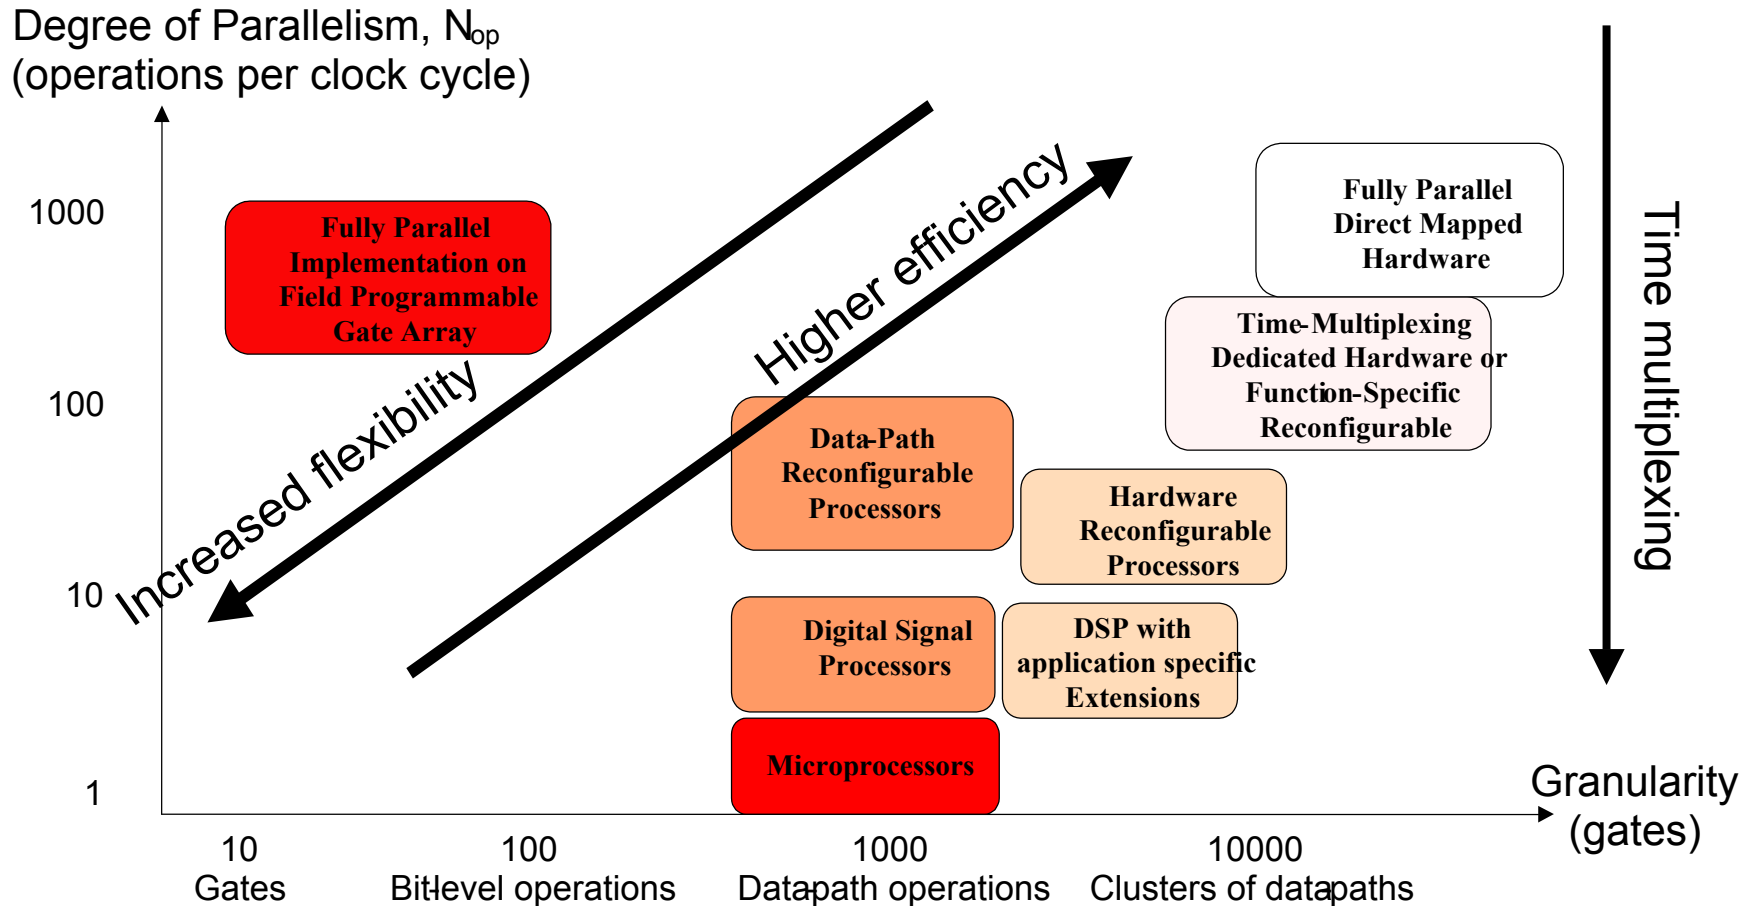 Degree of Parallelism, Nop
(operations per clock cycle)
1000
100
10
1
Fully Parallel
Implementation on
Field Programmable
Gate Array
Increased flexibility
Higher efficiency
Fully Parallel
Direct Mapped
Hardware
Time-Multiplexing
Dedicated Hardware or
Function-Specific
Reconfigurable
Data-Path
Reconfigurable
Processors
Hardware
Reconfigurable
Processors
Digital Signal
Processors
DSP with
application specific
Extensions
Microprocessors
Time multiplexing
Granularity
(gates)
10
Gates
100
Bit-level operations
1000
Datapath operations
10000
Clusters of datapaths